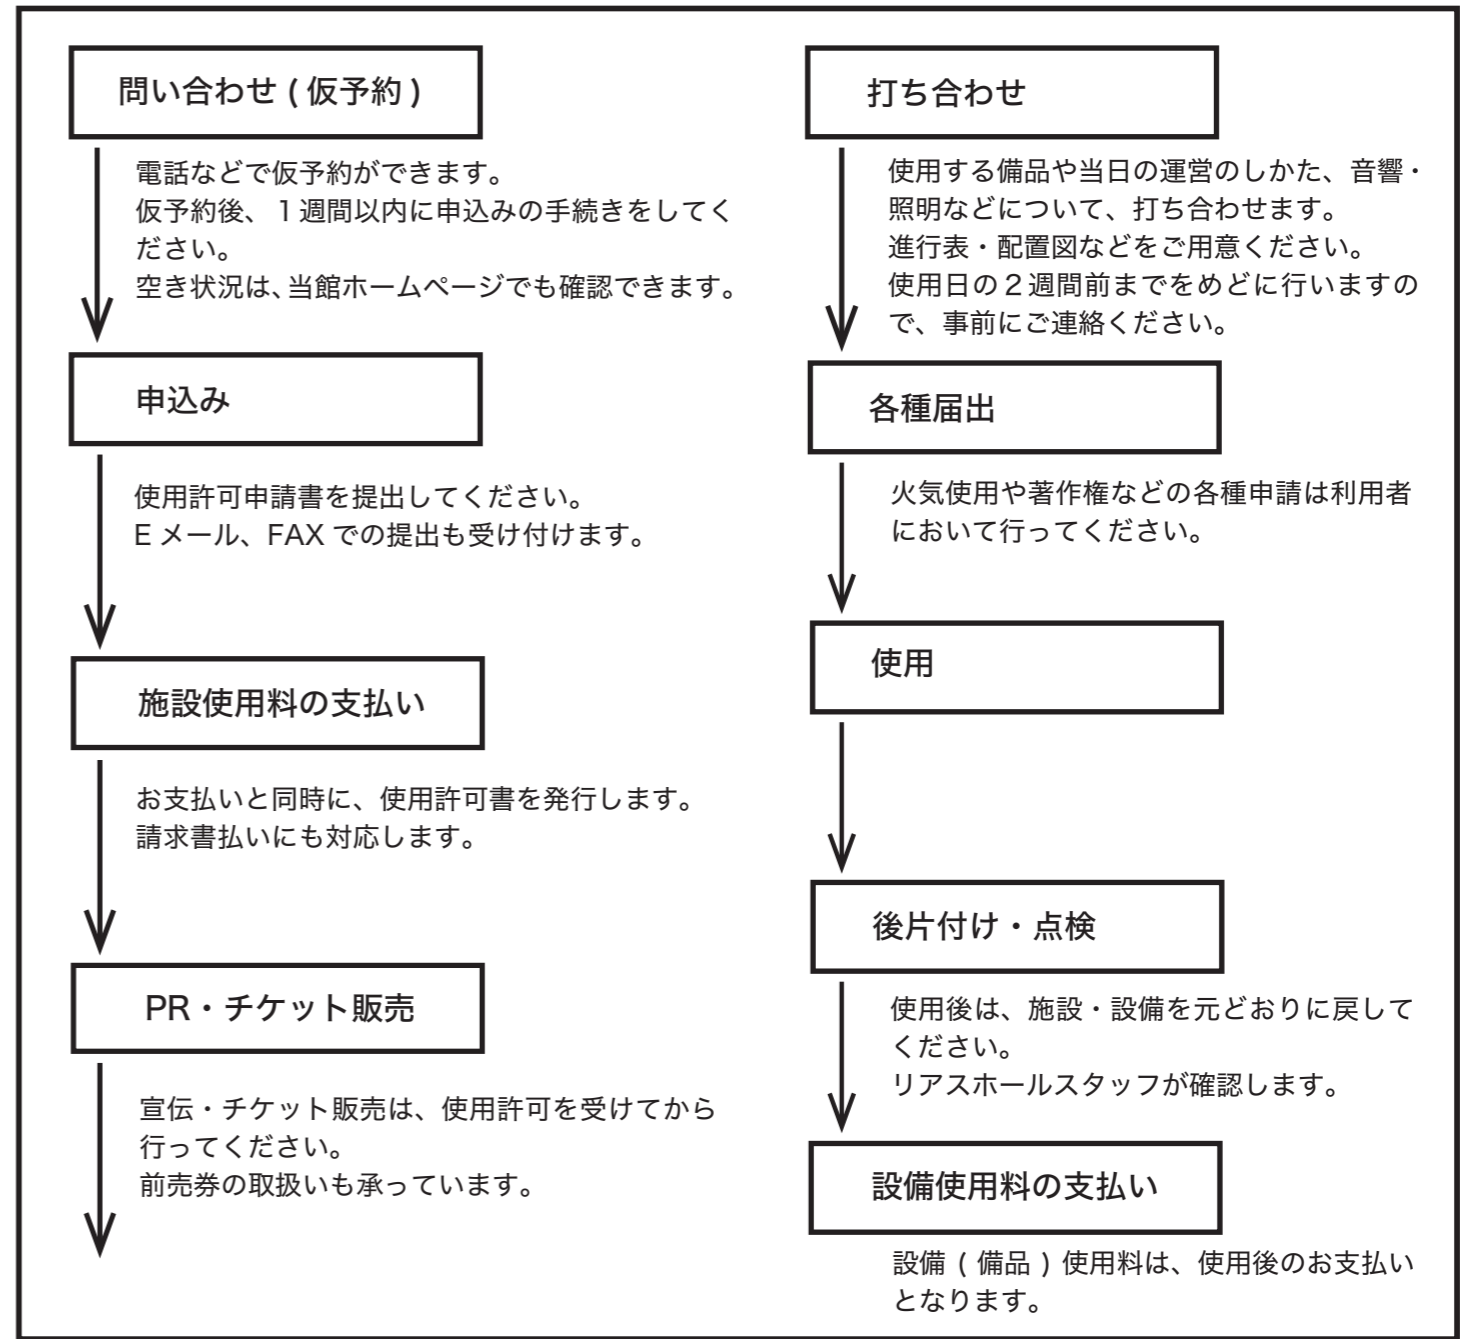 問い合わせ ( 仮予約 )
電話などで仮予約ができます。
仮予約後、1 週間以内に申込みの手続きをしてく
ださい。
空き状況は、当館ホームページでも確認できます。
申込み
使用許可申請書を提出してください。
E メール、FAX での提出も受け付けます。
施設使用料の支払い
お支払いと同時に、使用許可書を発行します。
請求書払いにも対応します。
PR・チケット販売
宣伝・チケット販売は、使用許可を受けてから
行ってください。
前売券の取扱いも承っています。
打ち合わせ
使用する備品や当日の運営のしかた、音響・
照明などについて、打ち合わせます。
進行表・配置図などをご用意ください。
使用日の 2 週間前までをめどに行いますの
で、事前にご連絡ください。
各種届出
火気使用や著作権などの各種申請は利用者
において行ってください。
使用
後片付け・点検
使用後は、施設・設備を元どおりに戻して
ください。
リアスホールスタッフが確認します。
設備使用料の支払い
設備 ( 備品 ) 使用料は、使用後のお支払い
となります。